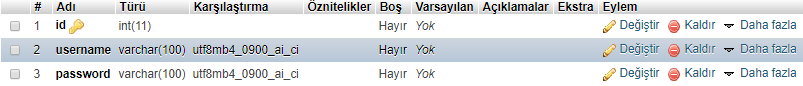 # Adı Türü Karşılaştırma Öznitelikler Boş Varsayılan Açıklamalar Ekstra Eylem
1 id int(11) Hayır Yok Değiştir Kaldır Daha fazla
2 username varchar(100) utf8mb4_0900_ai_ci Hayır Yok Değiştir Kaldır Daha fazla
3 password varchar(100) utf8mb4_0900_ai_ci Hayır Yok Değiştir Kaldır Daha fazla